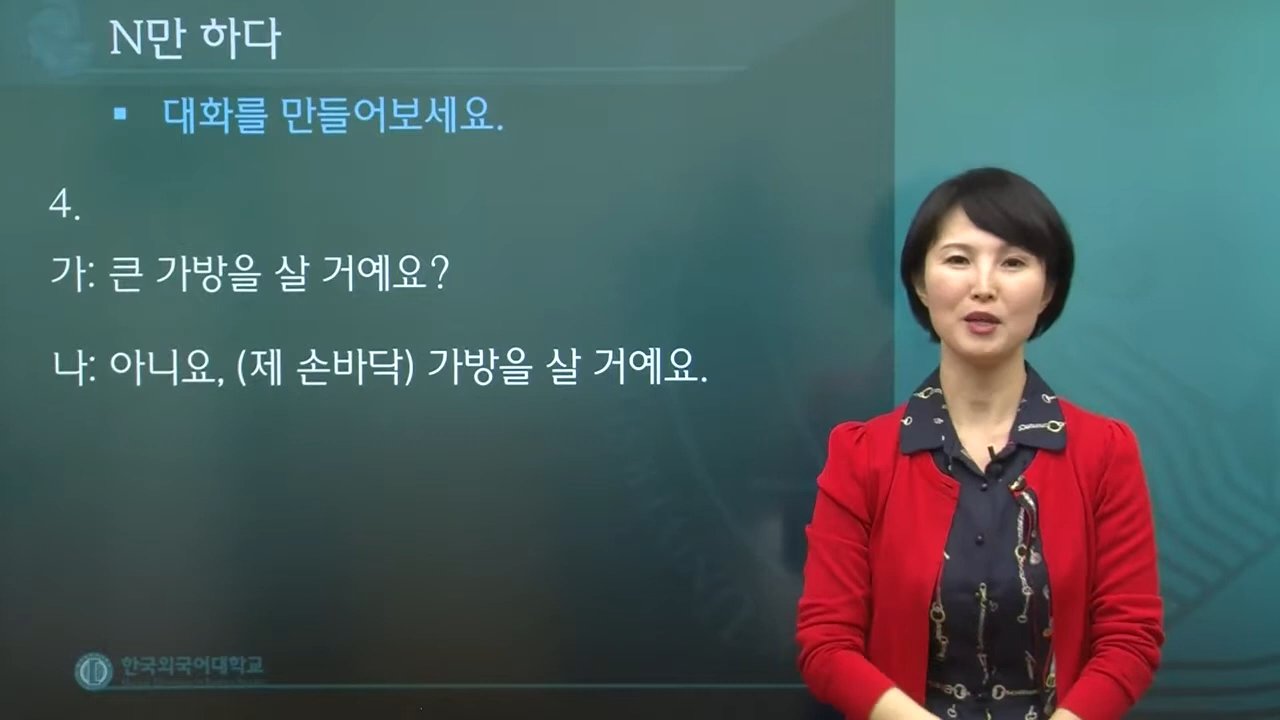 N만 하다
▪ 대화를 만들어보세요.
4.
가: 큰 가방을 살 거예요?
나: 아니요, (제 손바닥) 가방을 살 거예요.
한국외국어대학교